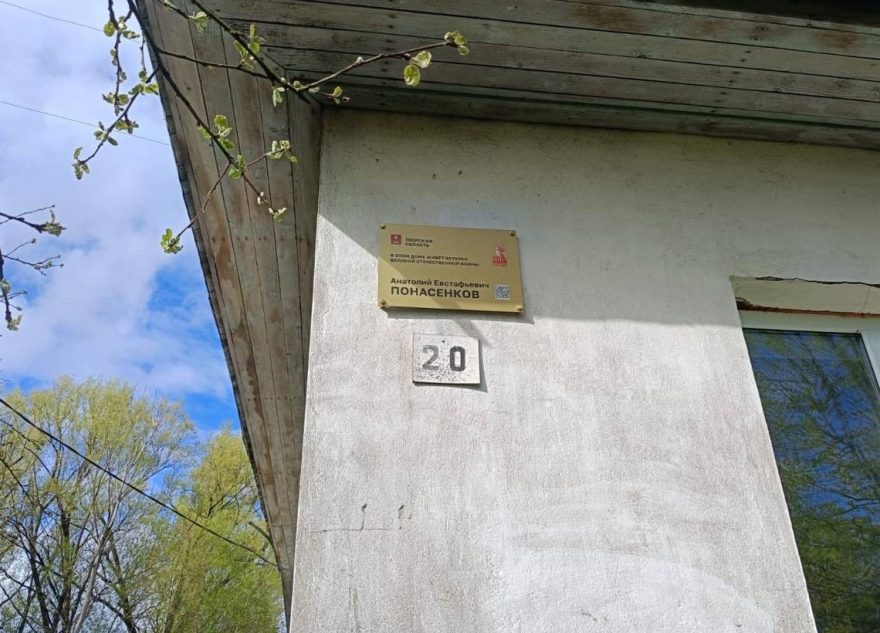 ТВЕРСКАЯ
ОБЛАСТЬ
В ЭТОМ ДОМЕ ЖИВЁТ ВЕТЕРАН
ВЕЛИКОЙ ОТЕЧЕСТВЕННОЙ ВОЙНЫ
Анатолий Евстафьевич
ПОНАСЕНКОВ
20